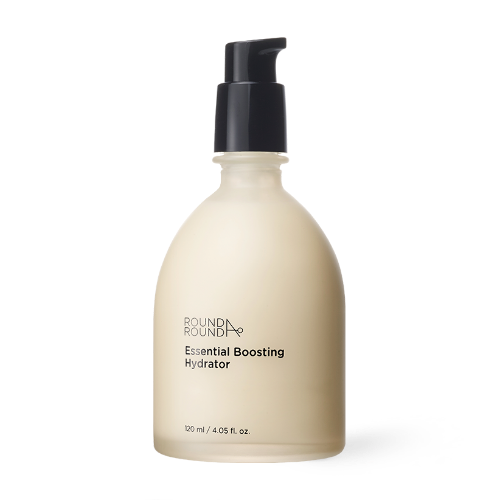 ROUND A
ROUND
Essential Boosting
Hydrator
120 ml / 4.05 fl. oz.